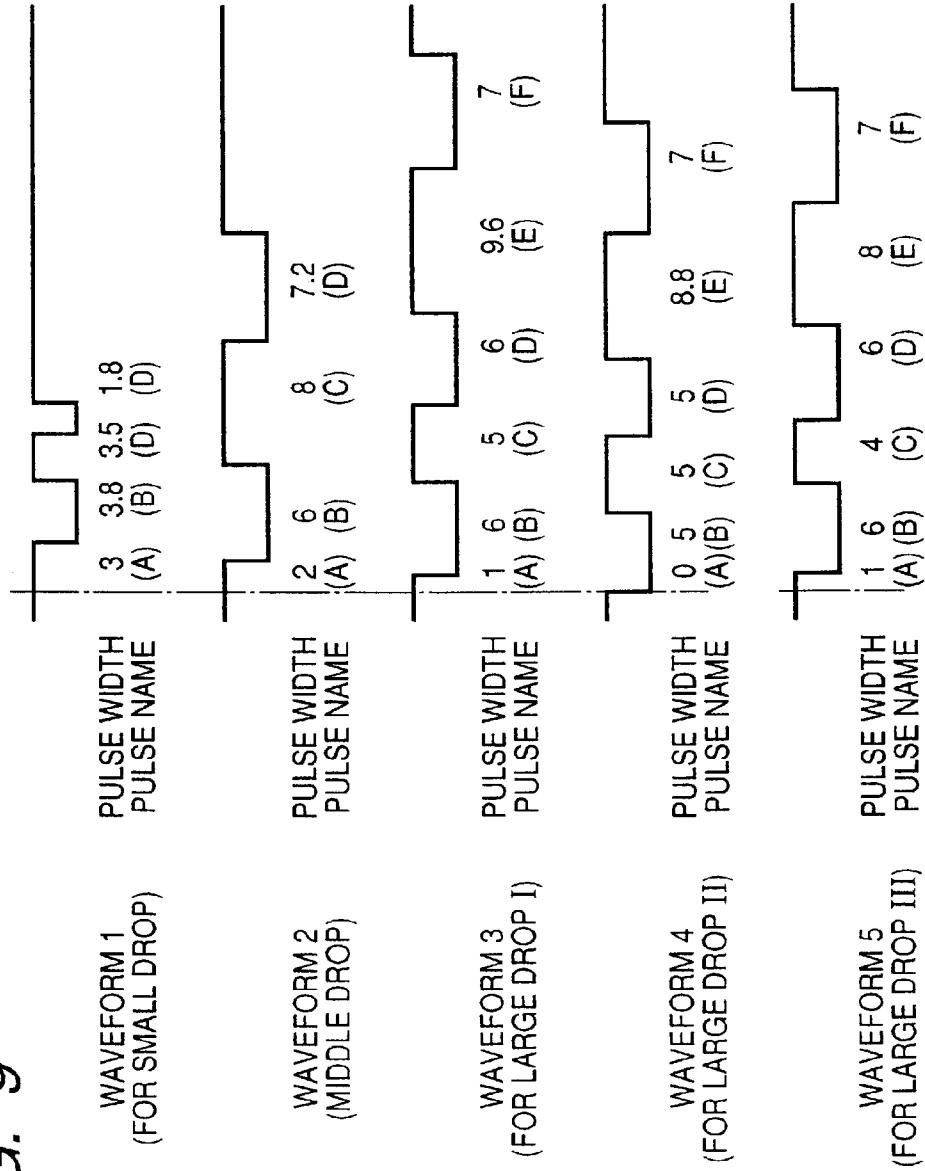 G. 9
WAVEFORM 1
(FOR SMALL DROP)
PULSE WIDTH 3 3.8 3.5 1.8
PULSE NAME (A) (B) (D) (D)
WAVEFORM 2
(MIDDLE DROP)
PULSE WIDTH 2 6 8 7.2
PULSE NAME (A) (B) (C) (D)
WAVEFORM 3
(FOR LARGE DROP I)
PULSE WIDTH 1 6 5 6 9.6 7
PULSE NAME (A) (B) (C) (D) (E) (F)
WAVEFORM 4
(FOR LARGE DROP II)
PULSE WIDTH 0 5 5 5 8.8 7
PULSE NAME (A)(B) (C) (D) (E) (F)
WAVEFORM 5
(FOR LARGE DROP III)
PULSE WIDTH 1 6 4 6 8 7
PULSE NAME (A) (B) (C) (D) (E) (F)